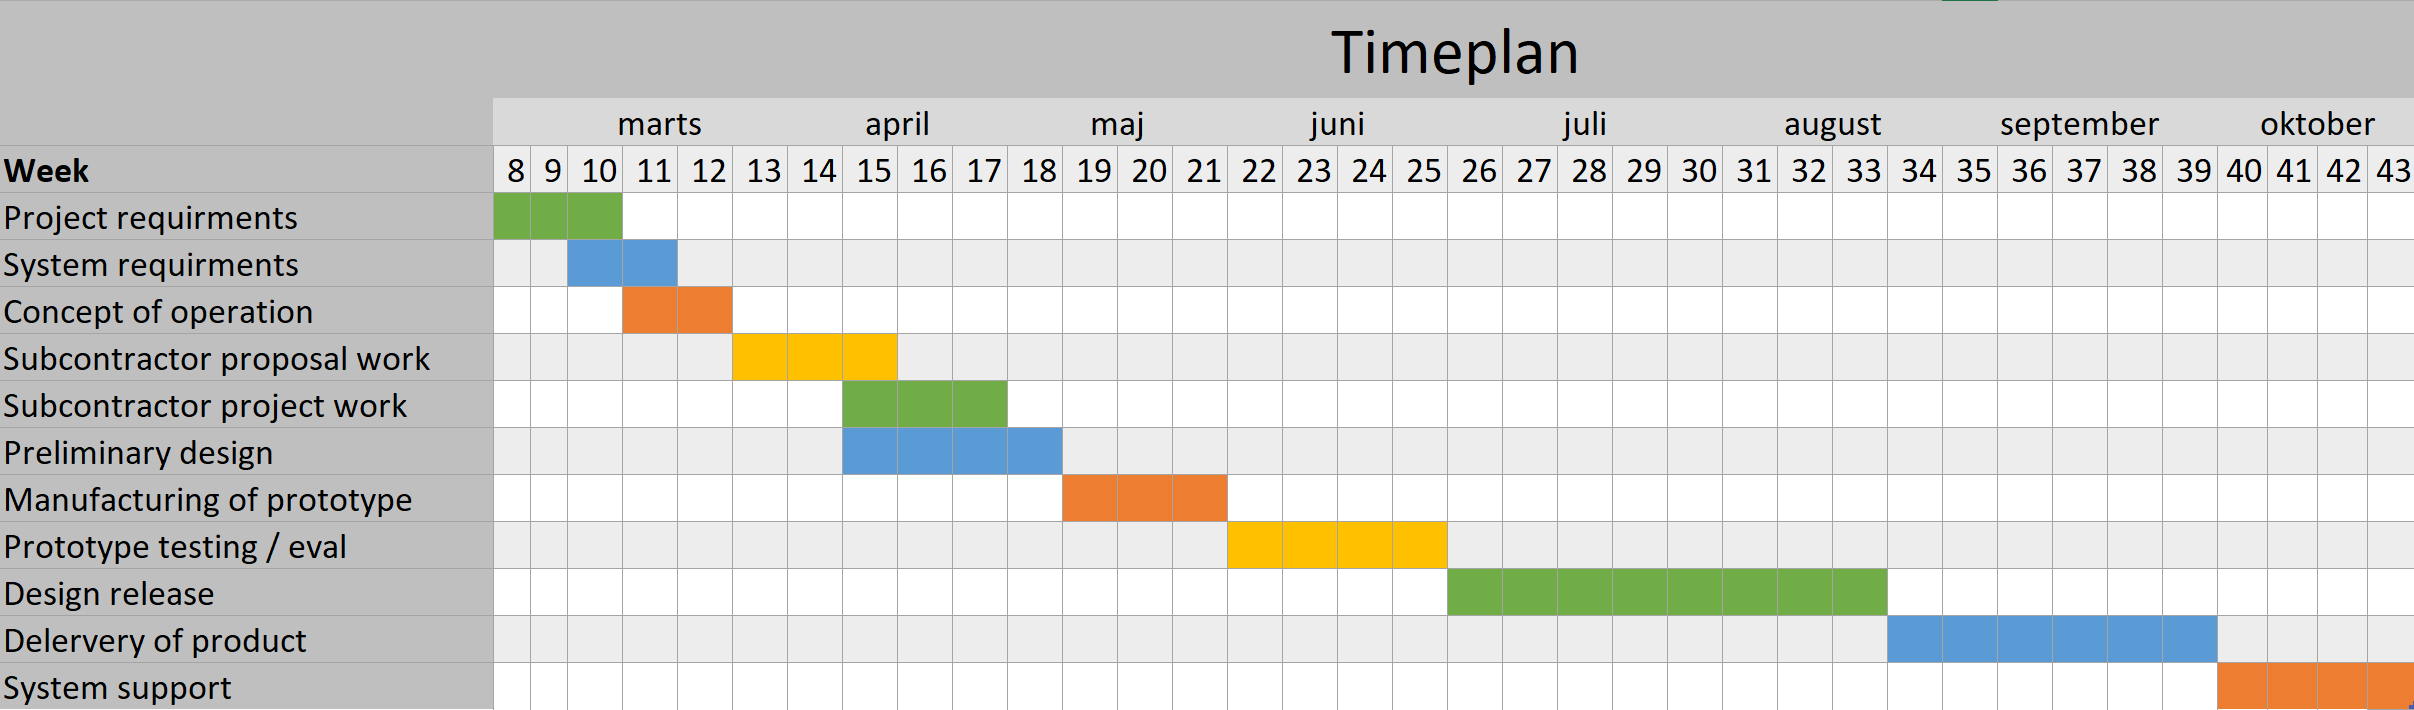 Timeplan
marts april maj juni juli august september oktober
Week 8 9 10 11 12 13 14 15 16 17 18 19 20 21 22 23 24 25 26 27 28 29 30 31 32 33 34 35 36 37 38 39 40 41 42 43
Project requirments
System requirments
Concept of operation
Subcontractor proposal work
Subcontractor project work
Preliminary design
Manufacturing of prototype
Prototype testing / eval
Design release
Delervery of product
System support